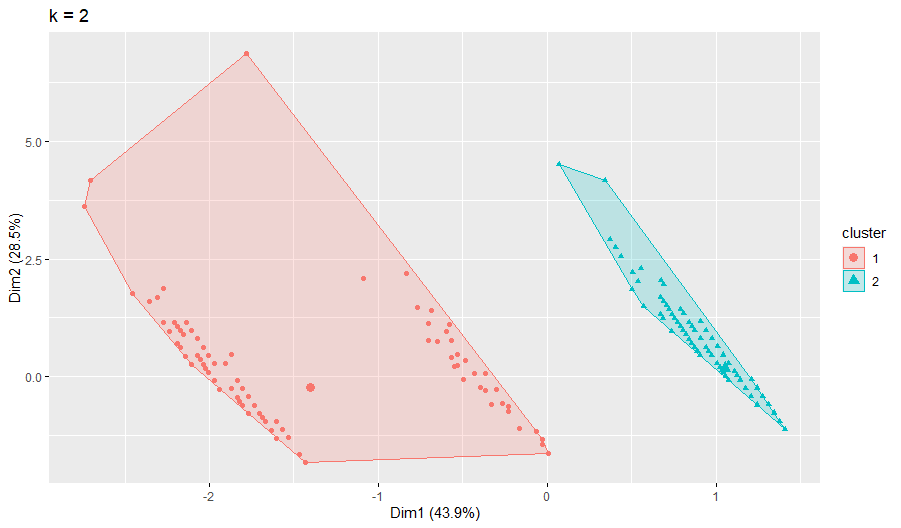 k = 2
5.0
2.5
0.0
Dim2 (28.5%)
-2
-1
0
1
Dim1 (43.9%)
cluster
1
2